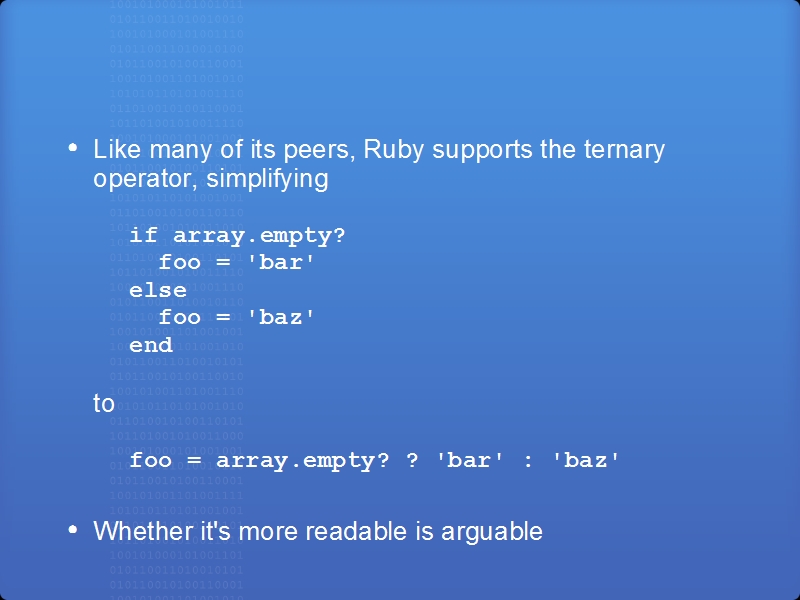 • Like many of its peers, Ruby supports the ternary
operator, simplifying
if array.empty?
  foo = 'bar'
else
  foo = 'baz'
end
to
foo = array.empty? ? 'bar' : 'baz'
• Whether it's more readable is arguable